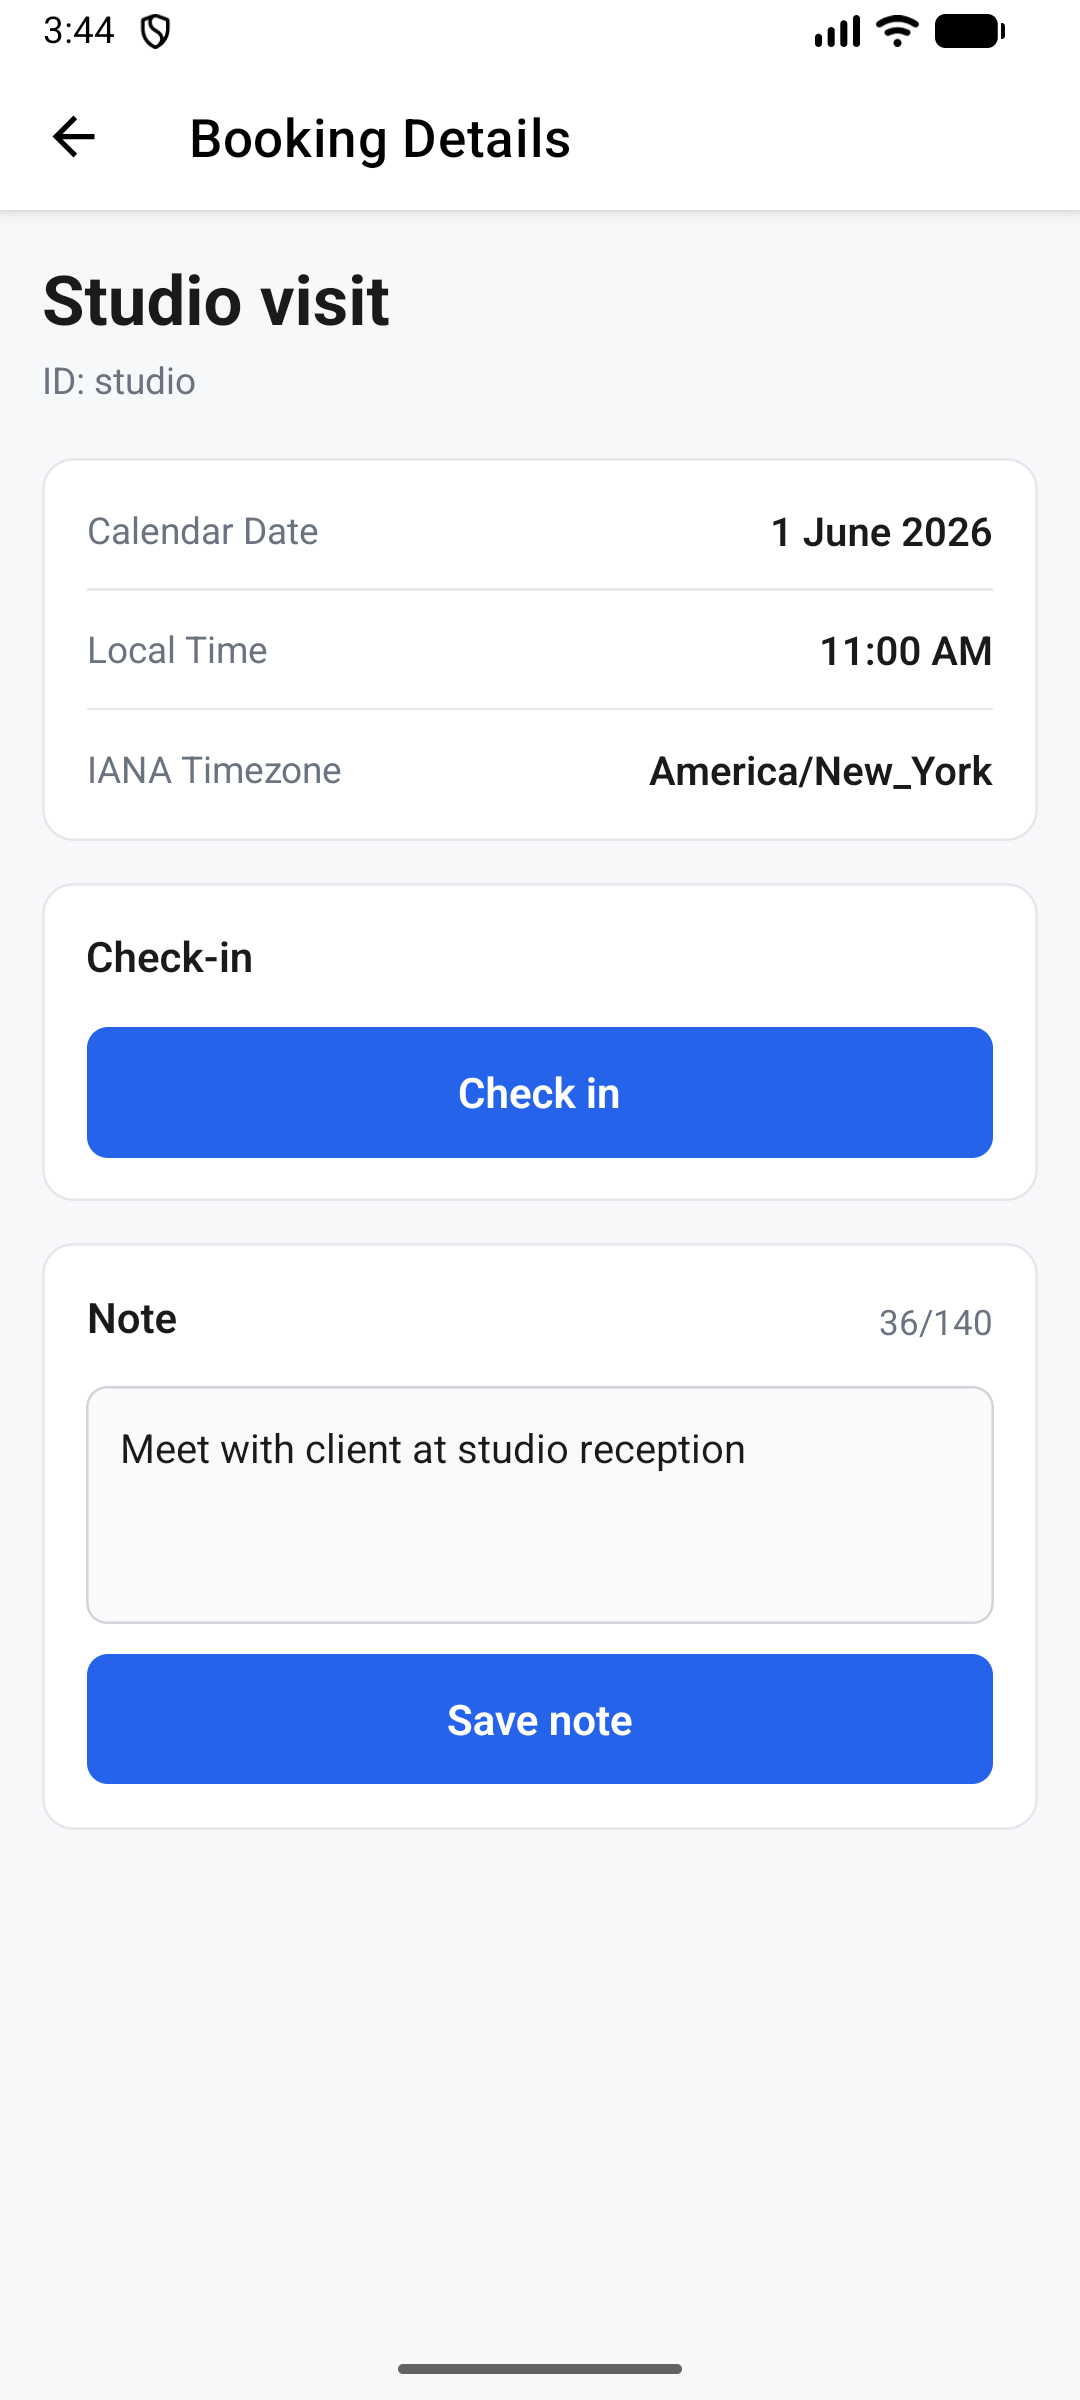 3:44
Booking Details
Studio visit
ID: studio
Calendar Date 1 June 2026
Local Time 11:00 AM
IANA Timezone America/New_York
Check-in
Check in
Note 36/140
Meet with client at studio reception
Save note